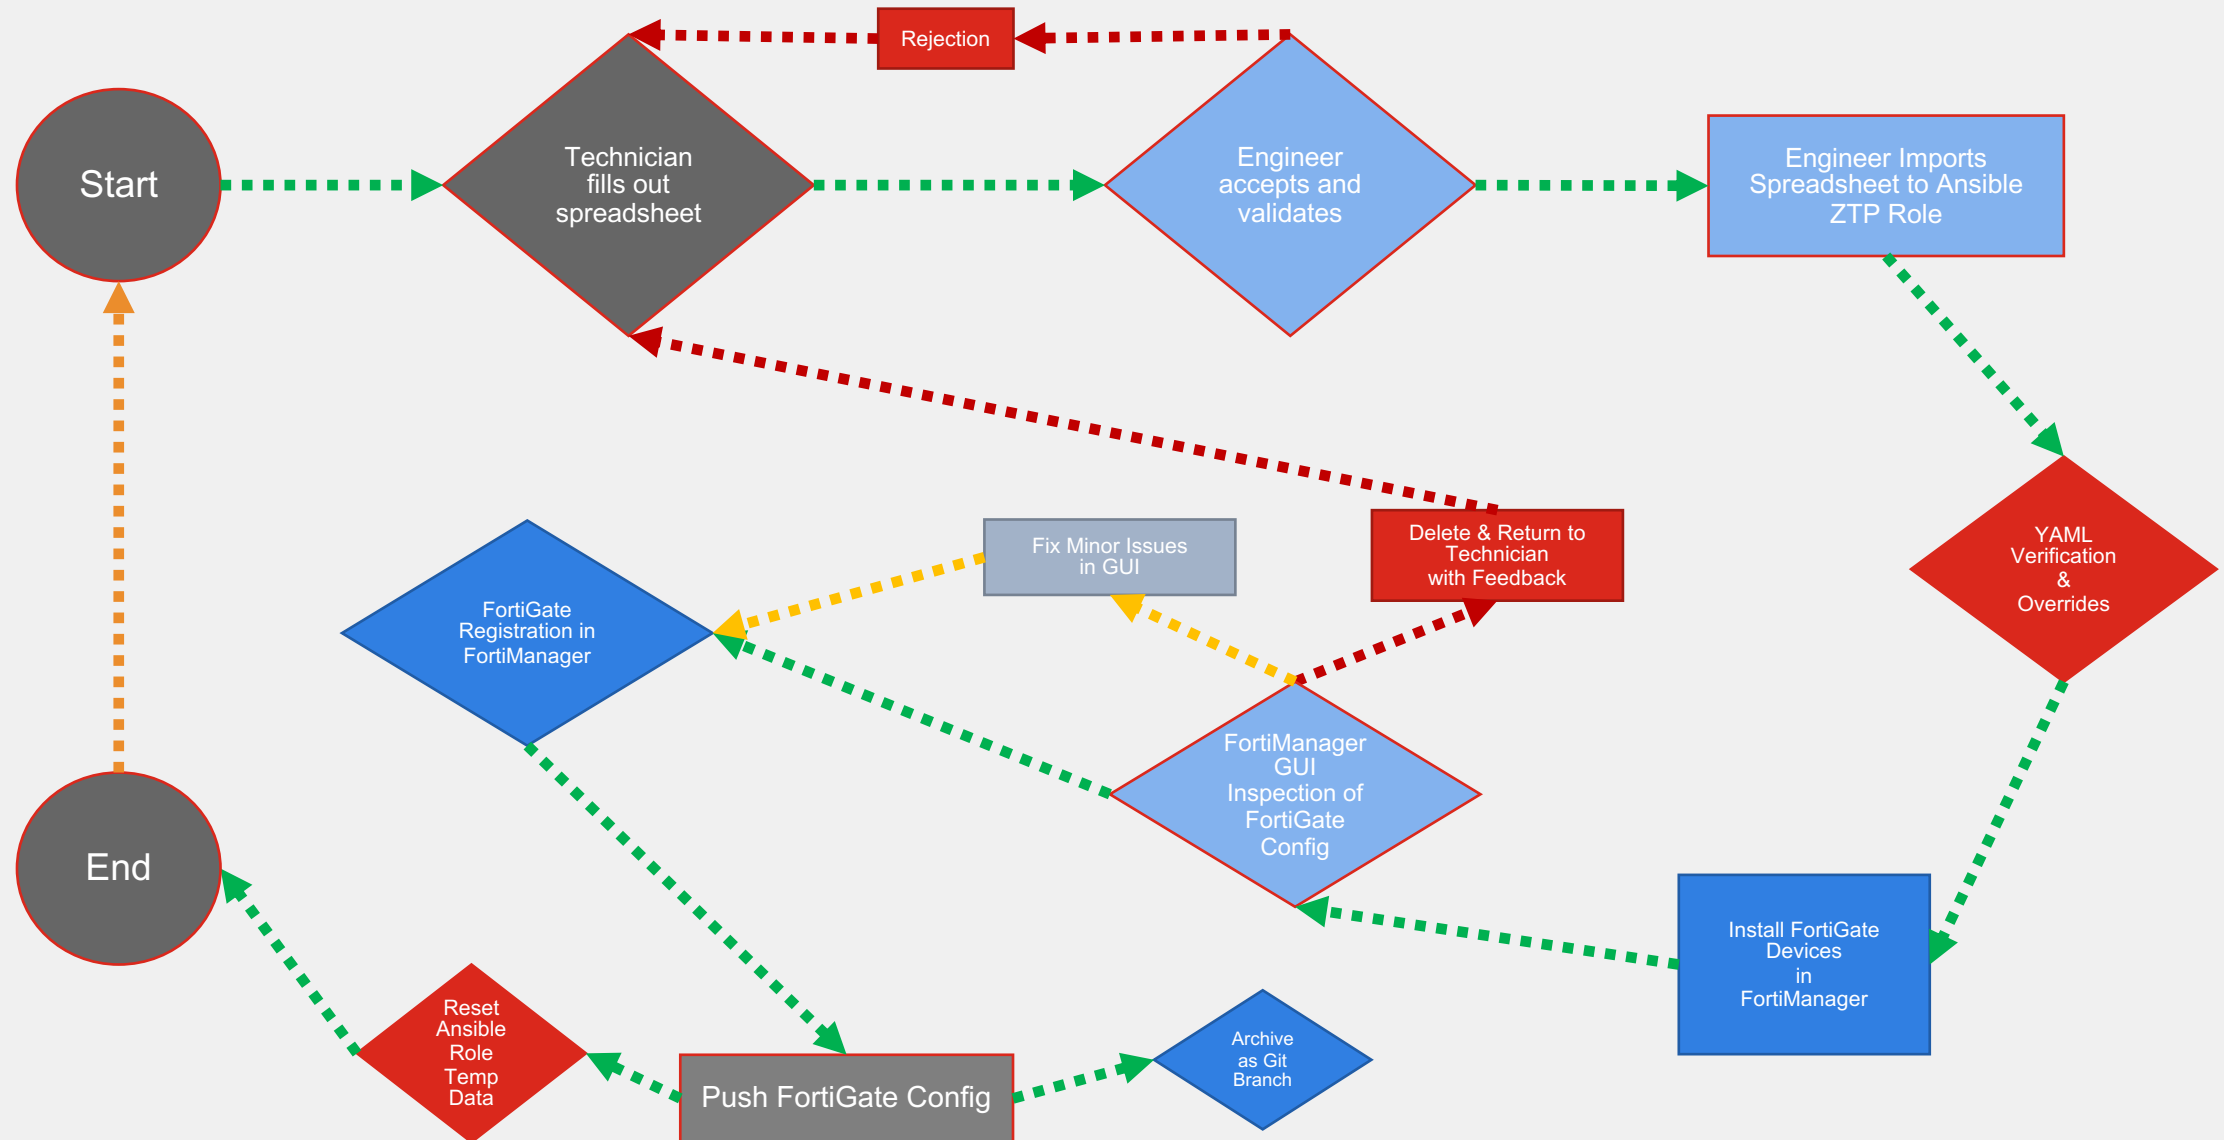 Rejection
Start
Technician
fills out
spreadsheet
Engineer
accepts and
validates
Engineer Imports
Spreadsheet to Ansible
ZTP Role
YAML
Verification
&
Overrides
Delete & Return to
Technician
with Feedback
Fix Minor Issues
in GUI
FortiGate
Registration in
FortiManager
FortiManager
GUI
Inspection of
FortiGate
Config
End
Install FortiGate
Devices
in
FortiManager
Reset
Ansible
Role
Temp
Data
Push FortiGate Config
Archive
as Git
Branch